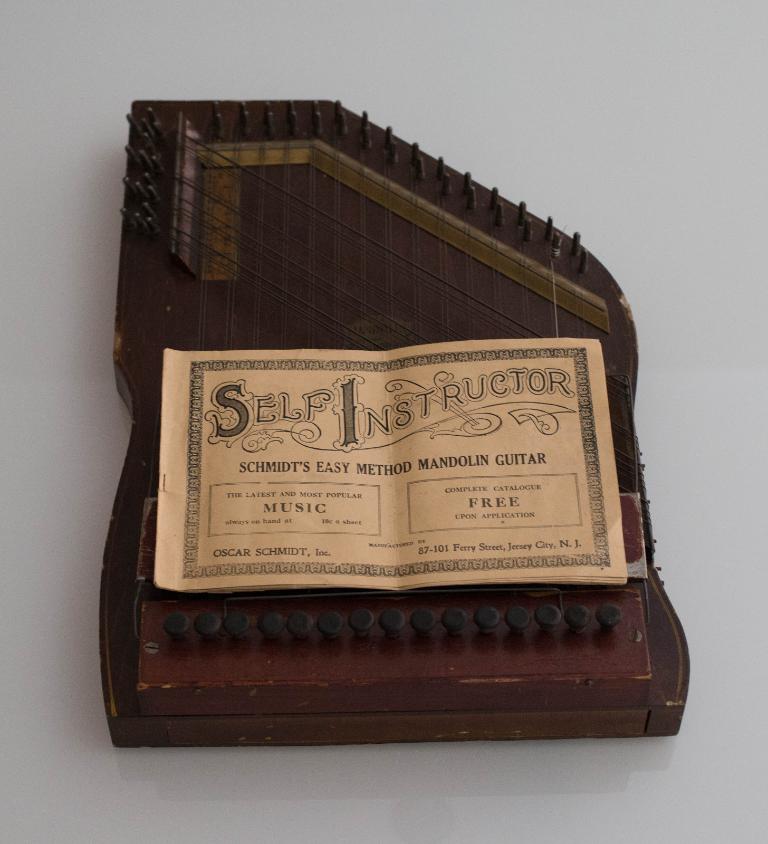 SELF INSTRUCTOR
SCHMIDT'S EASY METHOD MANDOLIN GUITAR
THE LATEST AND MOST POPULAR
MUSIC
always on hand at 10c a sheet
COMPLETE CATALOGUE
FREE
UPON APPLICATION
MANUFACTURED BY
OSCAR SCHMIDT, Inc. 87-101 Ferry Street, Jersey City, N. J.